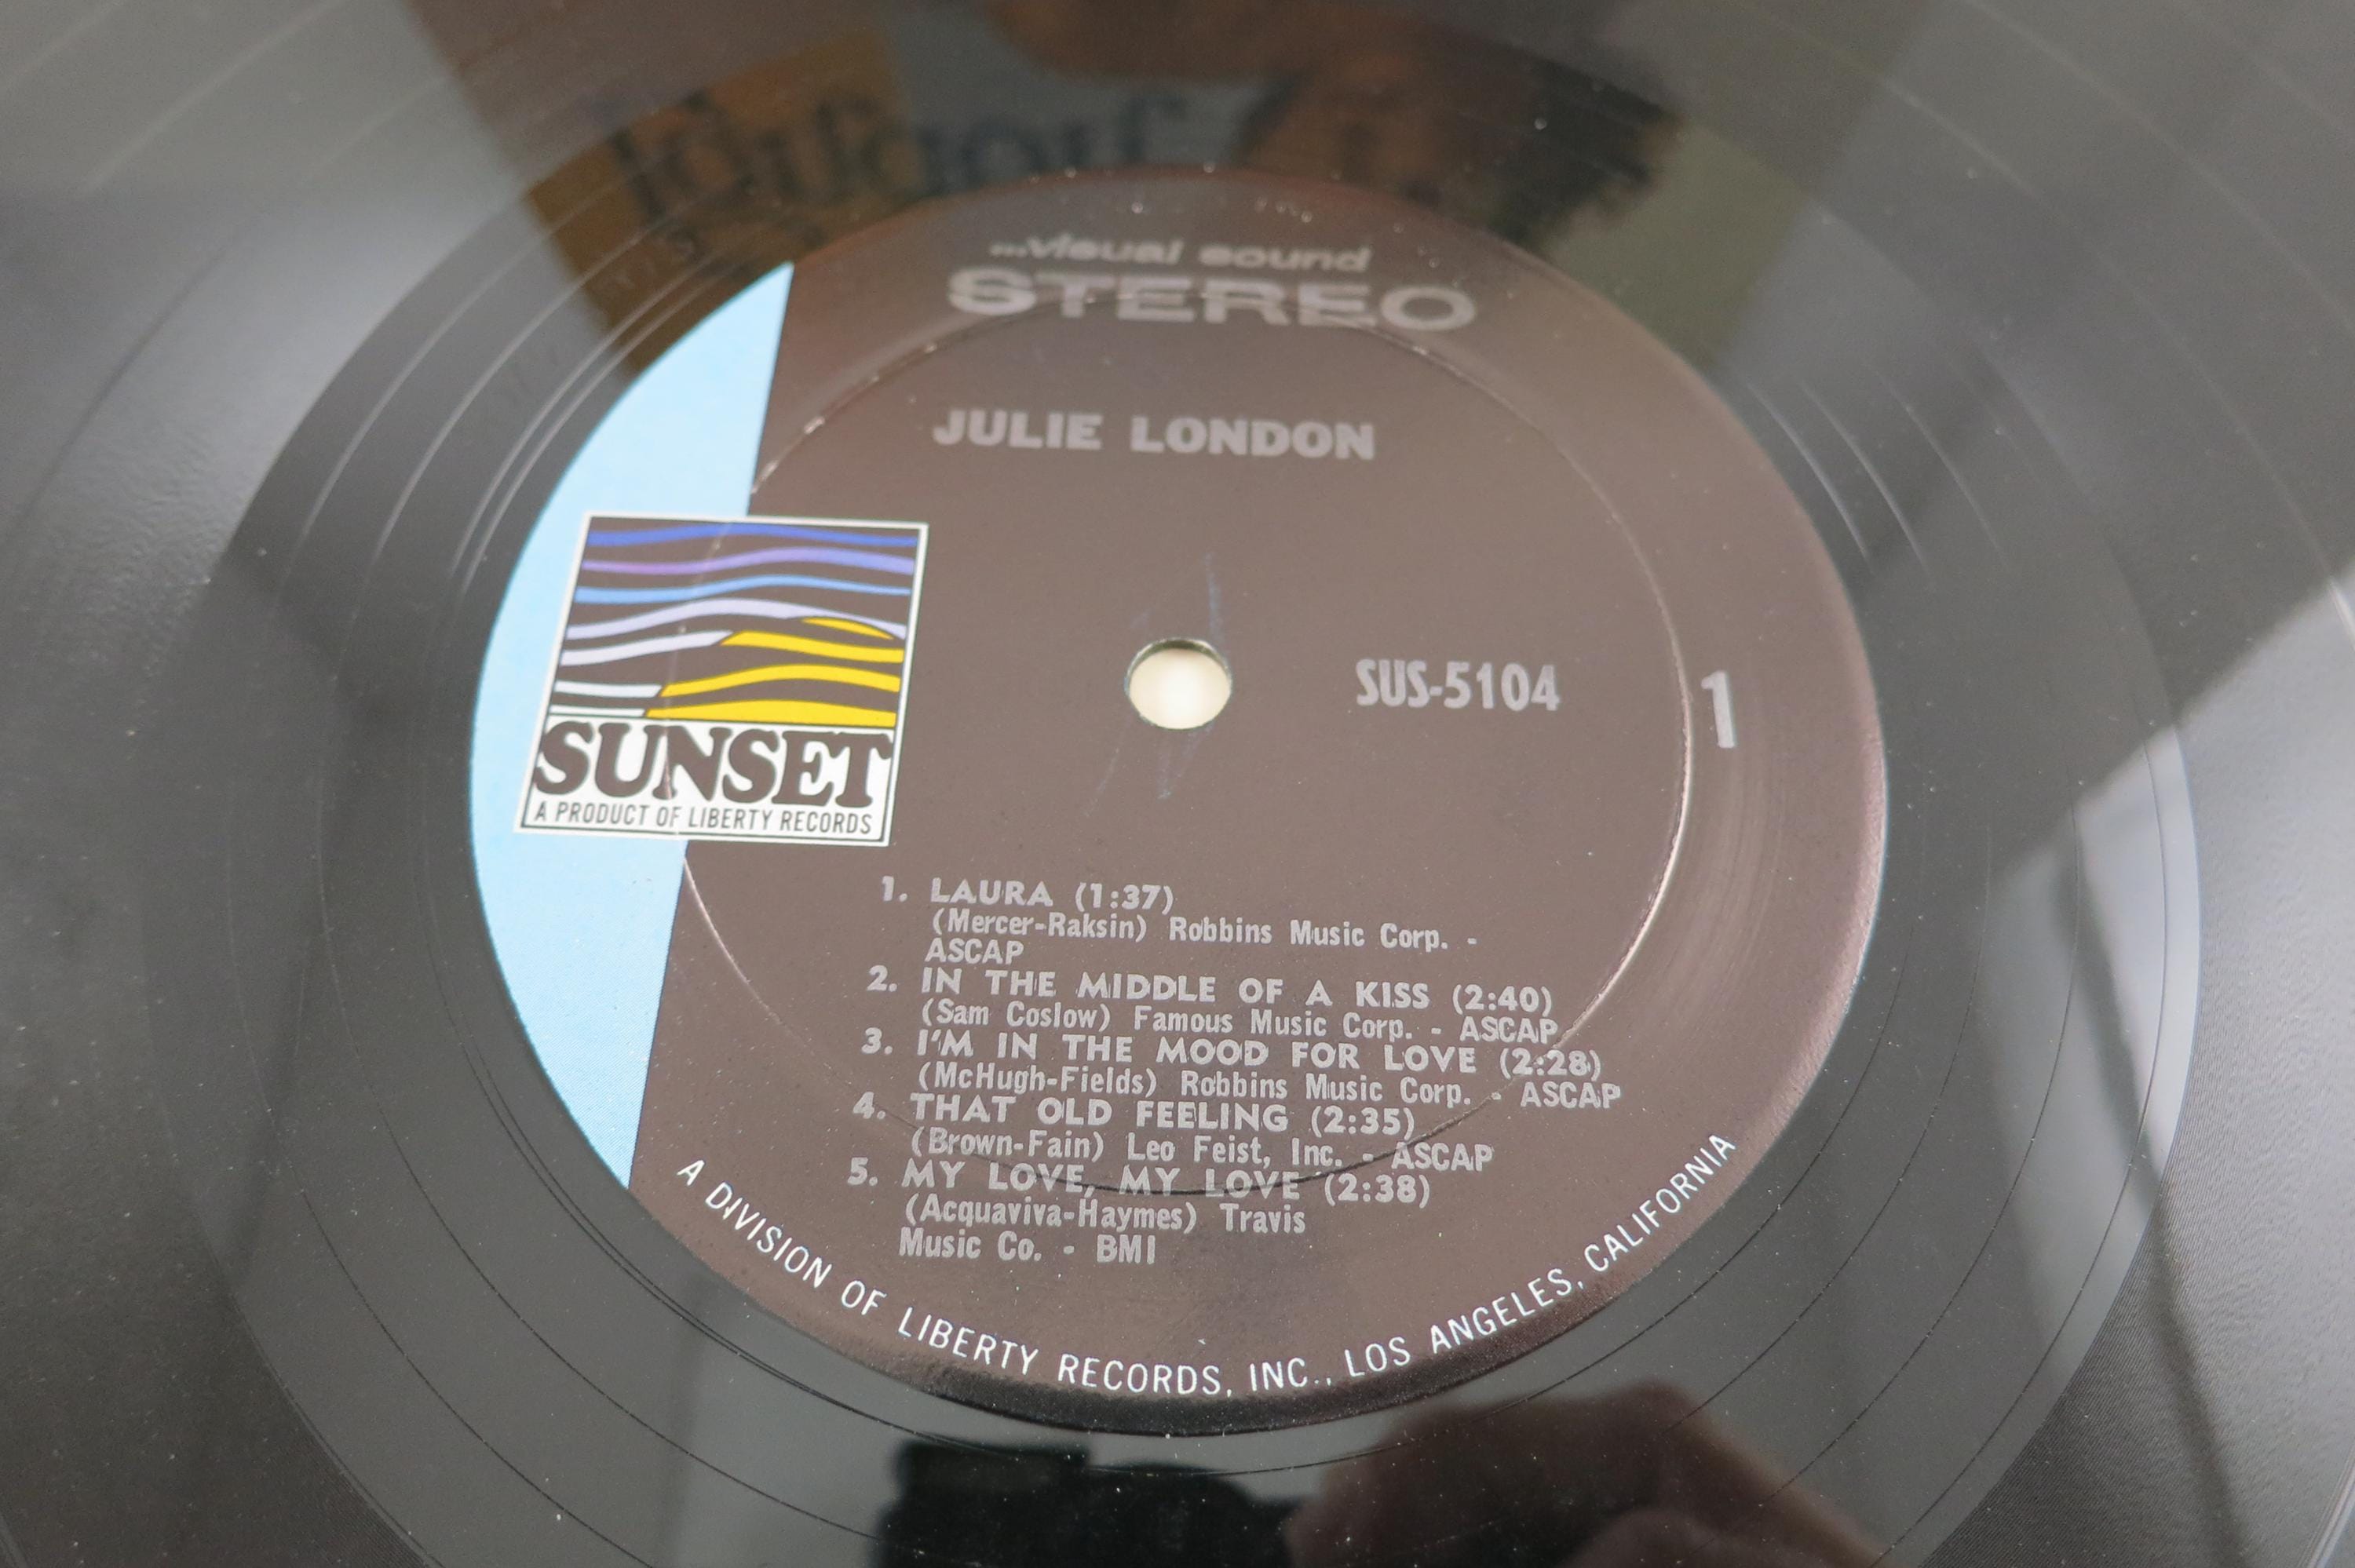 ...visual sound
STEREO
JULIE LONDON
SUS-5104
1
SUNSET
A PRODUCT OF LIBERTY RECORDS
1. LAURA (1:37)
(Mercer-Raksin) Robbins Music Corp. -
ASCAP
2. IN THE MIDDLE OF A KISS (2:40)
(Sam Coslow) Famous Music Corp. - ASCAP
3. I'M IN THE MOOD FOR LOVE (2:28)
(McHugh-Fields) Robbins Music Corp. - ASCAP
4. THAT OLD FEELING (2:35)
(Brown-Fain) Leo Feist, Inc. - ASCAP
5. MY LOVE, MY LOVE (2:38)
(Acquaviva-Haymes) Travis
Music Co. - BMI
A DIVISION OF LIBERTY RECORDS, INC., LOS ANGELES, CALIFORNIA